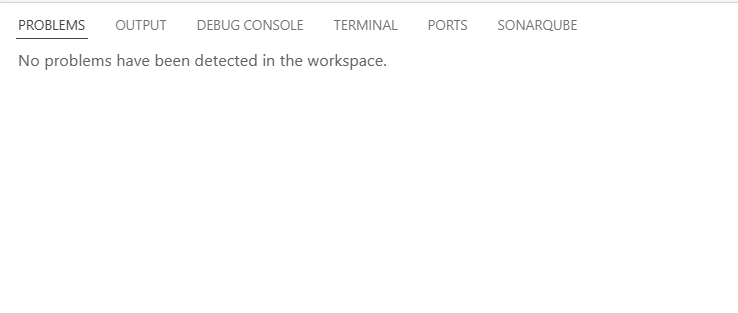 PROBLEMS OUTPUT DEBUG CONSOLE TERMINAL PORTS SONARQUBE
No problems have been detected in the workspace.